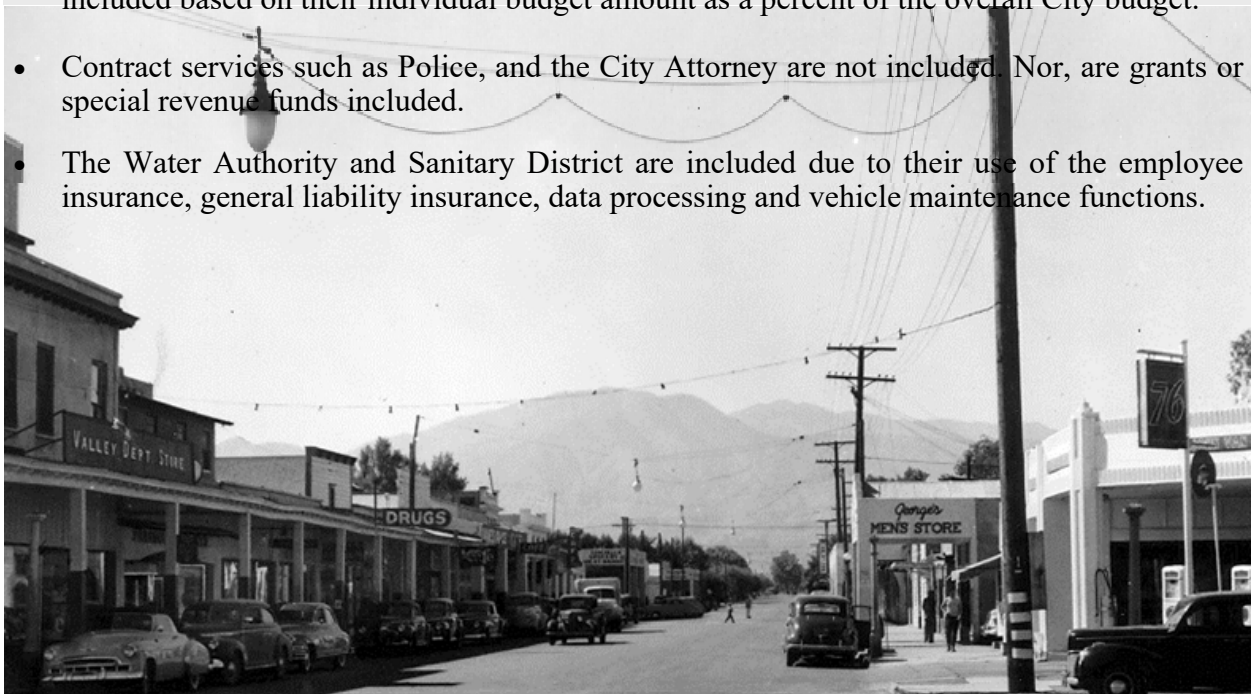 included based on their individual budget amount as a percent of the overall City budget.
• Contract services such as Police, and the City Attorney are not included. Nor, are grants or
special revenue funds included.
• The Water Authority and Sanitary District are included due to their use of the employee
insurance, general liability insurance, data processing and vehicle maintenance functions.
VALLEY DEPT STORE
DRUGS
George's
MEN'S STORE
76